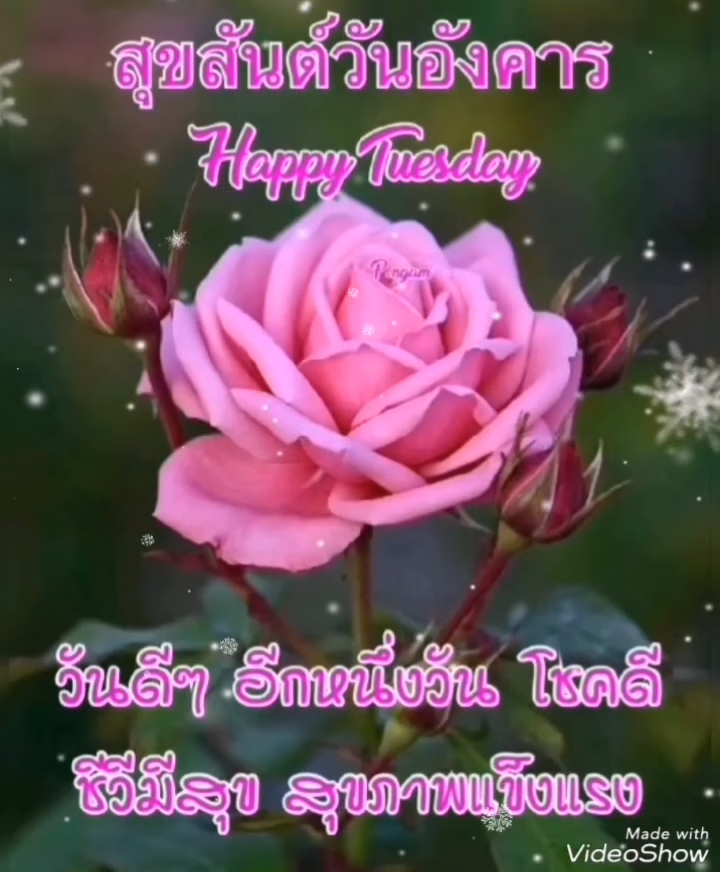 สุขสันต์วันอังคาร
Happy Tuesday
วันดีๆ อีกหนึ่งวัน โชคดี
ชีวีมีสุข สุขภาพแข็งแรง
Made with
VideoShow